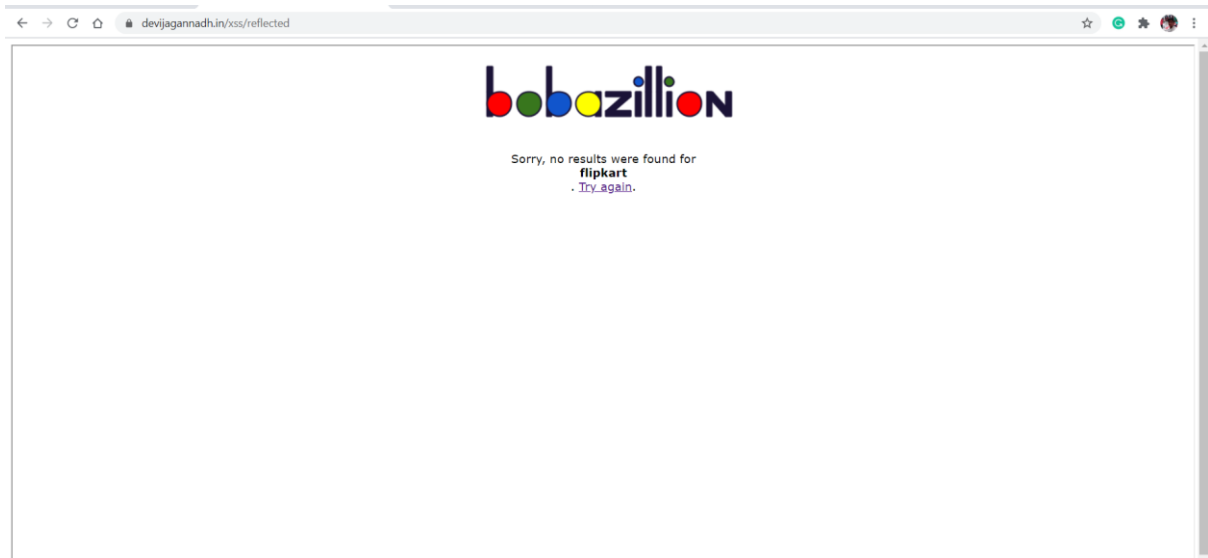 devijagannadh.in/xss/reflected
bobazillion
Sorry, no results were found for
flipkart
. Try again.